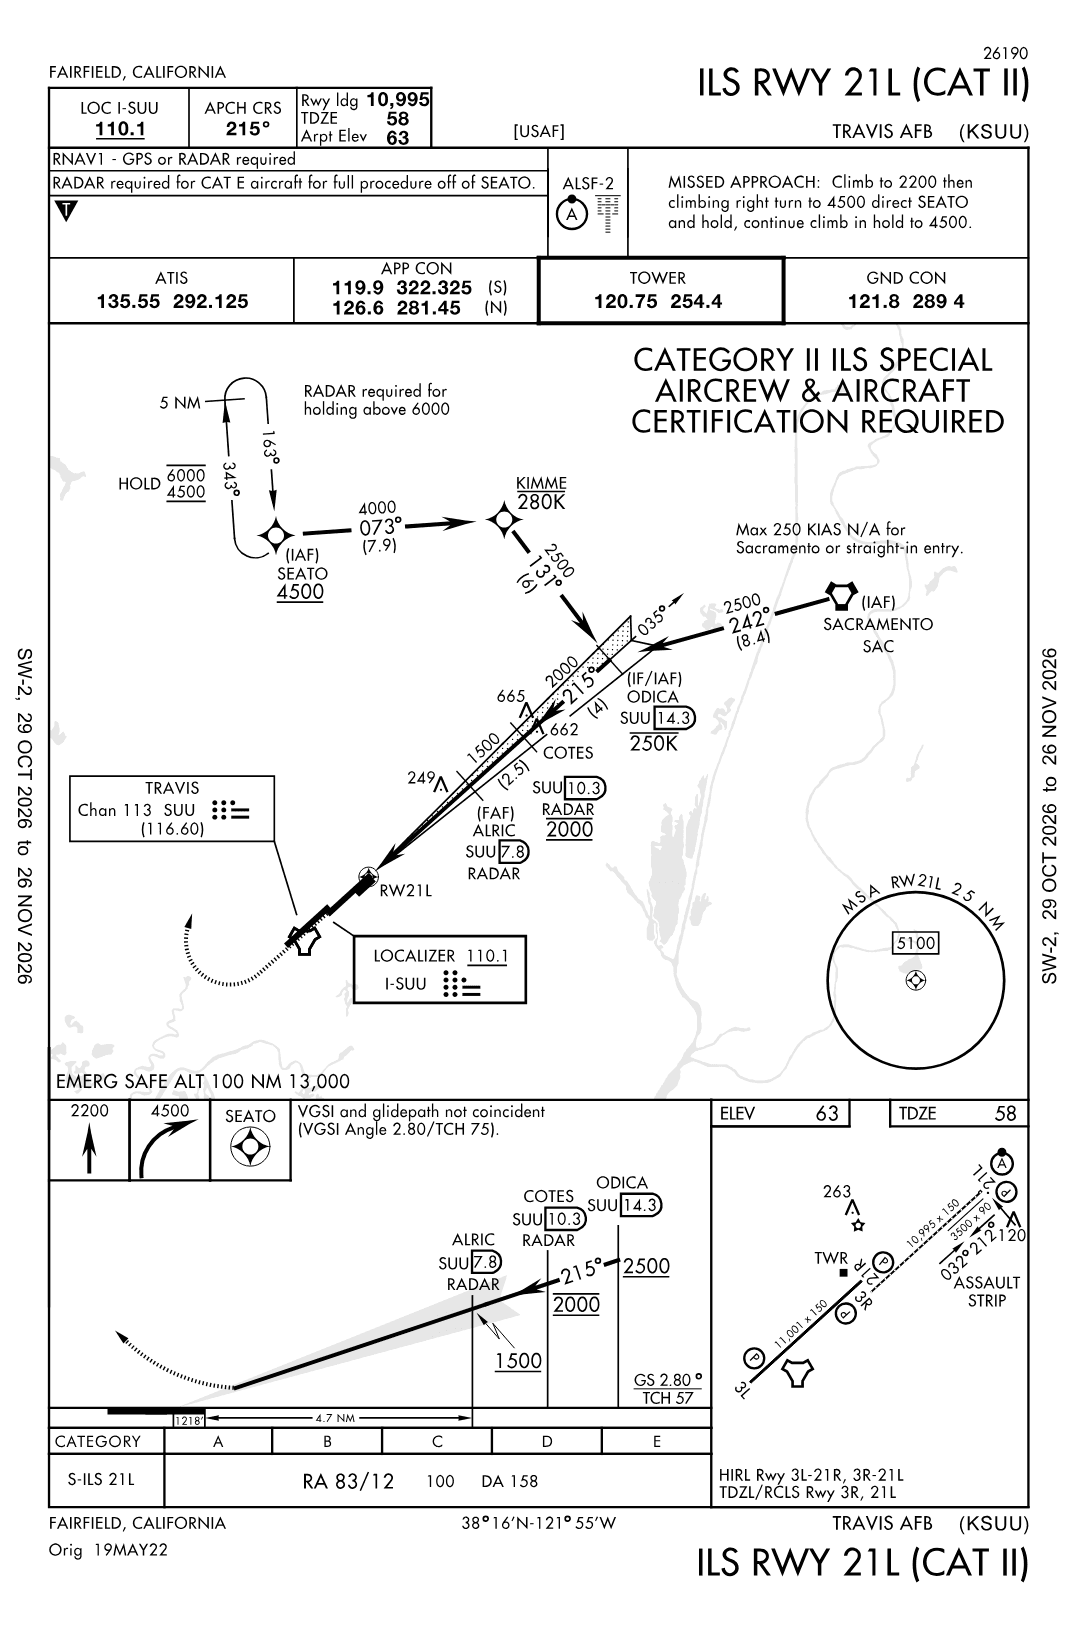 26190
FAIRFIELD, CALIFORNIA
ILS RWY 21L (CAT II)
LOC I-SUU
110.1
APCH CRS
215°
Rwy ldg 10,995
TDZE 58
Arpt Elev 63
[USAF]
TRAVIS AFB (KSUU)
RNAV1 - GPS or RADAR required
RADAR required for CAT E aircraft for full procedure off of SEATO.
T
ALSF-2
A
MISSED APPROACH: Climb to 2200 then
climbing right turn to 4500 direct SEATO
and hold, continue climb in hold to 4500.
ATIS
135.55 292.125
APP CON
119.9 322.325 (S)
126.6 281.45 (N)
TOWER
120.75 254.4
GND CON
121.8 289 4
CATEGORY II ILS SPECIAL
AIRCREW & AIRCRAFT
CERTIFICATION REQUIRED
5 NM
RADAR required for
holding above 6000
163°
343°
HOLD 6000
4500
KIMME
280K
4000
073°
(7.9)
(IAF)
SEATO
4500
2500
131°
(6)
Max 250 KIAS N/A for
Sacramento or straight-in entry.
(IAF)
SACRAMENTO
SAC
2500
242°
(8.4)
035°
2000
215°
(4)
(IF/IAF)
ODICA
SUU 14.3
250K
665
662
COTES
SUU 10.3
RADAR
2000
1500
(2.5)
249
(FAF)
ALRIC
SUU 7.8
RADAR
TRAVIS
Chan 113 SUU
(116.60)
RW21L
LOCALIZER 110.1
I-SUU
MSA RW21L 25 NM
5100
EMERG SAFE ALT 100 NM 13,000
SW-2, 29 OCT 2026 to 26 NOV 2026
SW-2, 29 OCT 2026 to 26 NOV 2026
2200
4500
SEATO
VGSI and glidepath not coincident
(VGSI Angle 2.80/TCH 75).
ODICA
SUU 14.3
COTES
SUU 10.3
RADAR
ALRIC
SUU 7.8
RADAR
215°
2500
2000
1500
GS 2.80°
TCH 57
1218'
4.7 NM
ELEV 63
TDZE 58
A
21L
P
263
10,995 x 150
3500 x 90
120
032° 212°
ASSAULT
STRIP
TWR
21R
P
3R
P
11,001 x 150
P
3L
HIRL Rwy 3L-21R, 3R-21L
TDZL/RCLS Rwy 3R, 21L
CATEGORY A B C D E
S-ILS 21L RA 83/12 100 DA 158
FAIRFIELD, CALIFORNIA
38°16'N-121°55'W
TRAVIS AFB (KSUU)
Orig 19MAY22
ILS RWY 21L (CAT II)